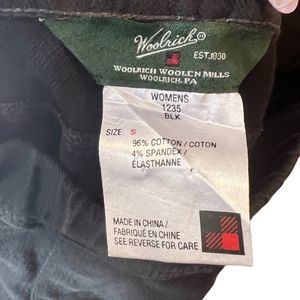 Woolrich
EST.1830
WOOLRICH WOOLEN MILLS
WOOLRICH, PA
WOMENS
1235
BLK
SIZE: S
96% COTTON / COTON
4% SPANDEX /
ÉLASTHANNE
MADE IN CHINA /
FABRIQUÉ EN CHINE
SEE REVERSE FOR CARE